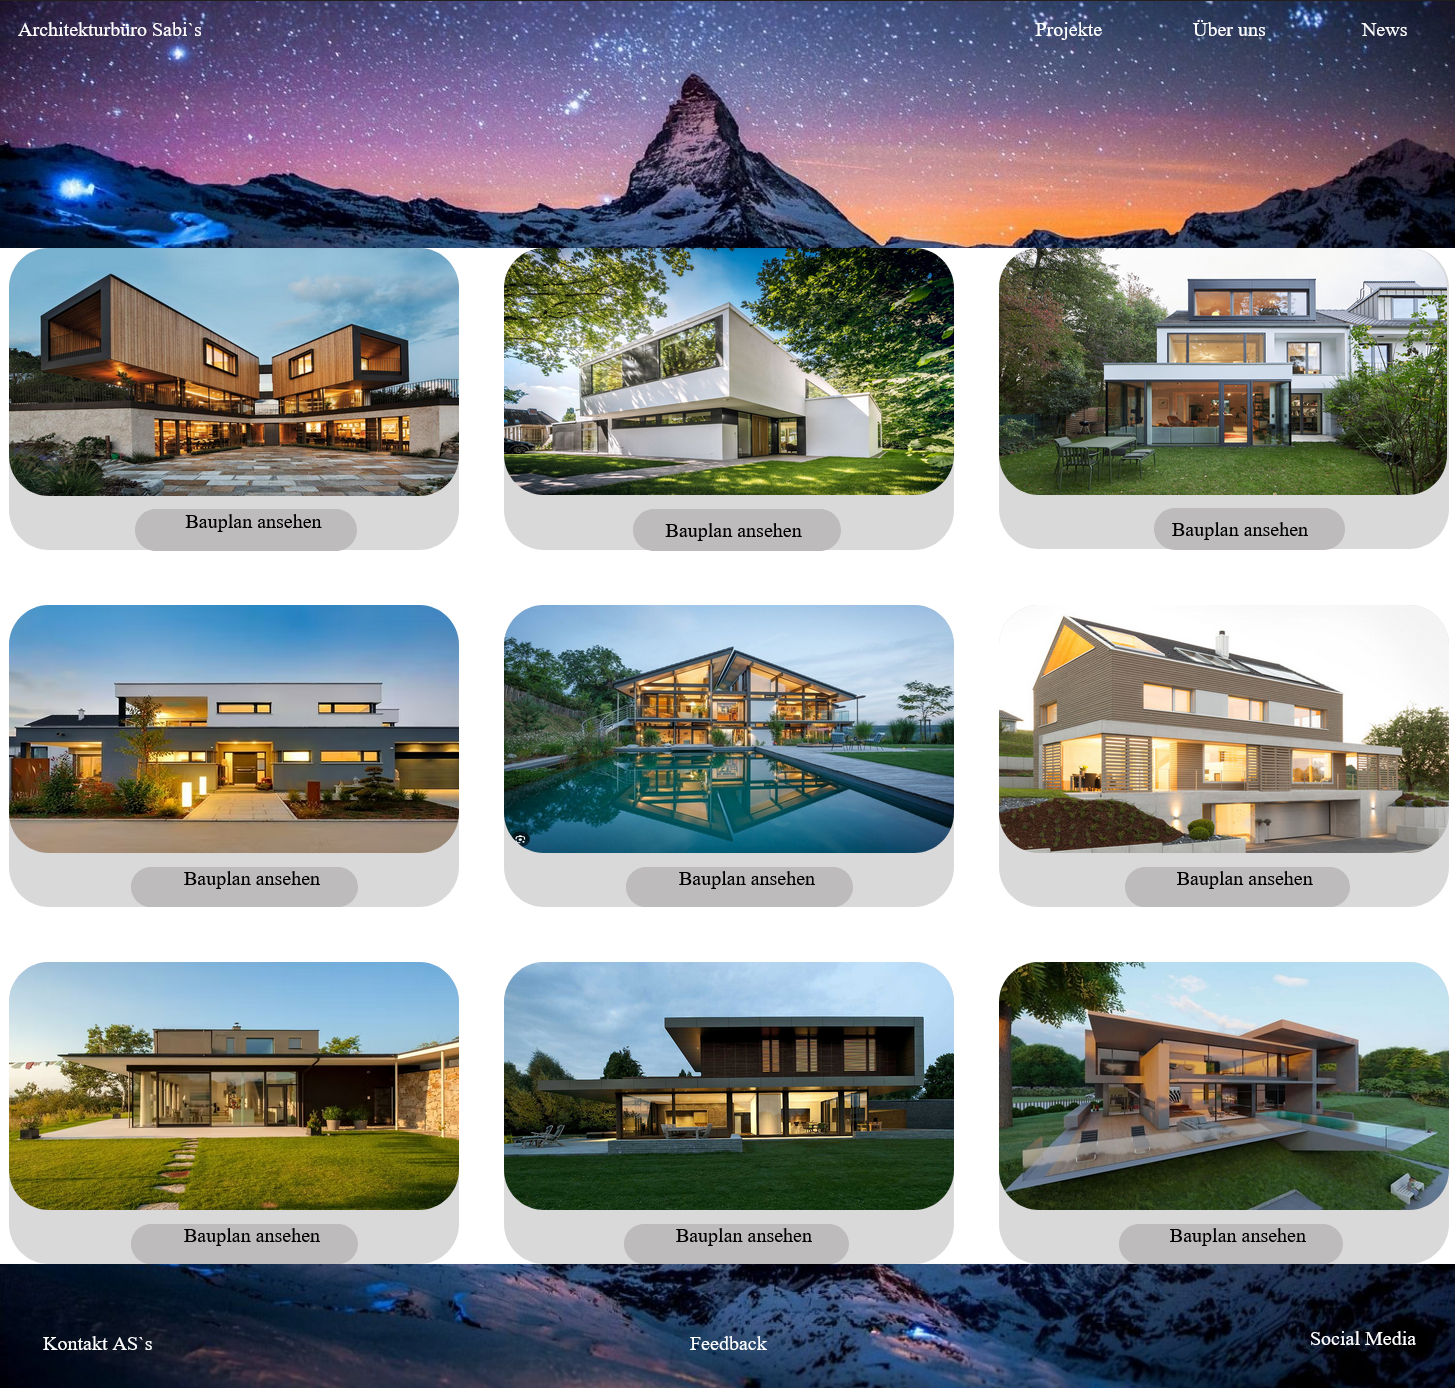 Architekturbüro Sabi`s
Projekte
Über uns
News
Bauplan ansehen
Bauplan ansehen
Bauplan ansehen
Bauplan ansehen
Bauplan ansehen
Bauplan ansehen
Bauplan ansehen
Bauplan ansehen
Bauplan ansehen
Kontakt AS`s
Feedback
Social Media